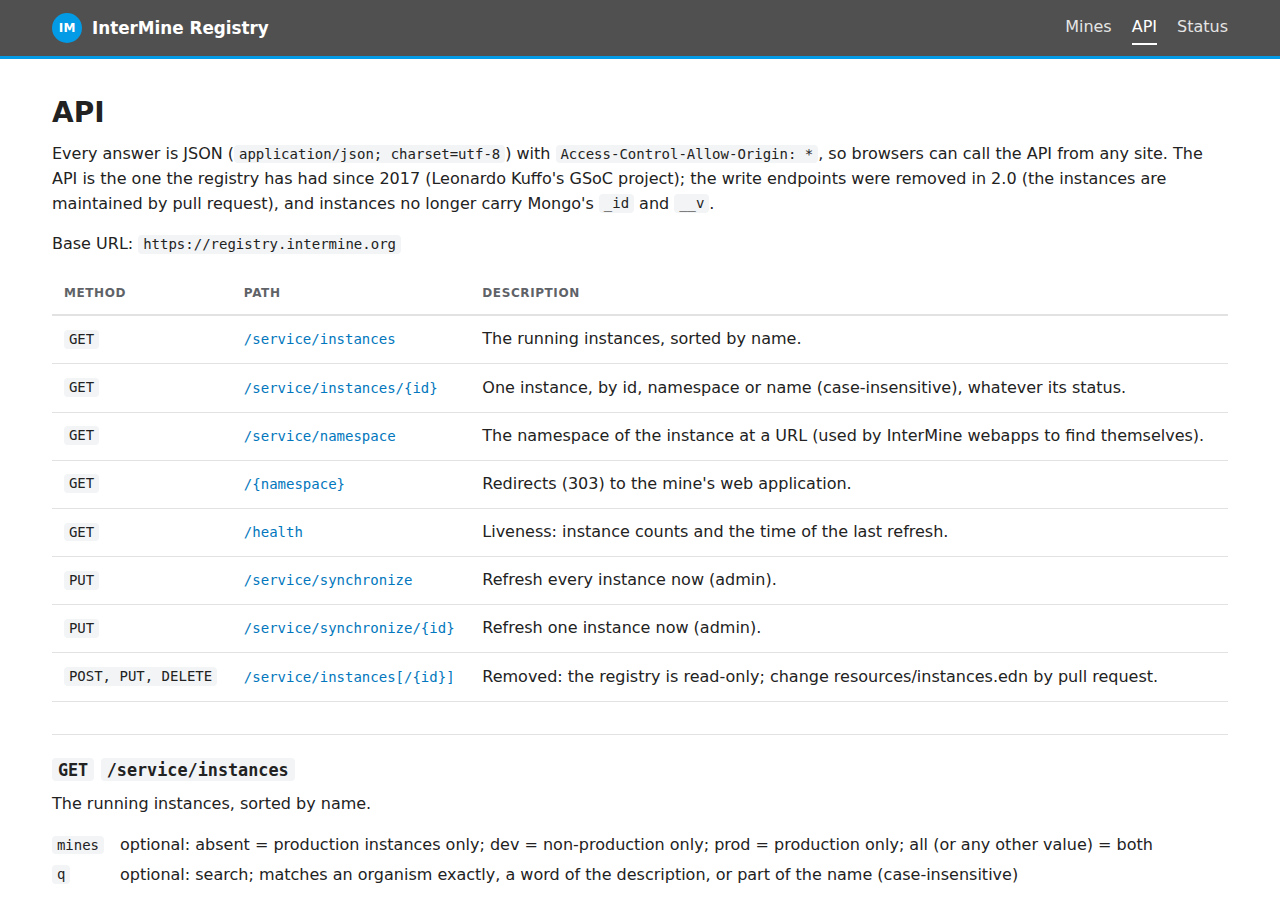 IM InterMine Registry Mines API Status
API
Every answer is JSON ( application/json; charset=utf-8 ) with Access-Control-Allow-Origin: * , so browsers can call the API from any site. The
API is the one the registry has had since 2017 (Leonardo Kuffo's GSoC project); the write endpoints were removed in 2.0 (the instances are
maintained by pull request), and instances no longer carry Mongo's _id and __v .
Base URL: https://registry.intermine.org
METHOD PATH DESCRIPTION
GET /service/instances The running instances, sorted by name.
GET /service/instances/{id} One instance, by id, namespace or name (case-insensitive), whatever its status.
GET /service/namespace The namespace of the instance at a URL (used by InterMine webapps to find themselves).
GET /{namespace} Redirects (303) to the mine's web application.
GET /health Liveness: instance counts and the time of the last refresh.
PUT /service/synchronize Refresh every instance now (admin).
PUT /service/synchronize/{id} Refresh one instance now (admin).
POST, PUT, DELETE /service/instances[/{id}] Removed: the registry is read-only; change resources/instances.edn by pull request.
GET /service/instances
The running instances, sorted by name.
mines optional: absent = production instances only; dev = non-production only; prod = production only; all (or any other value) = both
q optional: search; matches an organism exactly, a word of the description, or part of the name (case-insensitive)